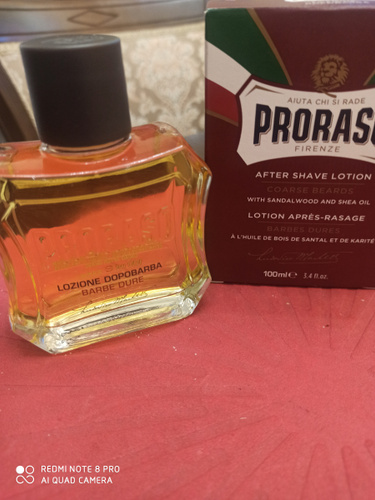 LOZIONE DOPOBARBA
BARBE DURE
AIUTA CHI SI RADE
PRORAS
FIRENZE
AFTER SHAVE LOTION
COARSE BEARDS
WITH SANDALWOOD AND SHEA OIL
LOTION APRÈS-RASAGE
BARBES DURES
À L'HUILE DE BOIS DE SANTAL ET DE KARITÉ
100ml℮ 3.4 fl.oz.
REDMI NOTE 8 PRO
AI QUAD CAMERA